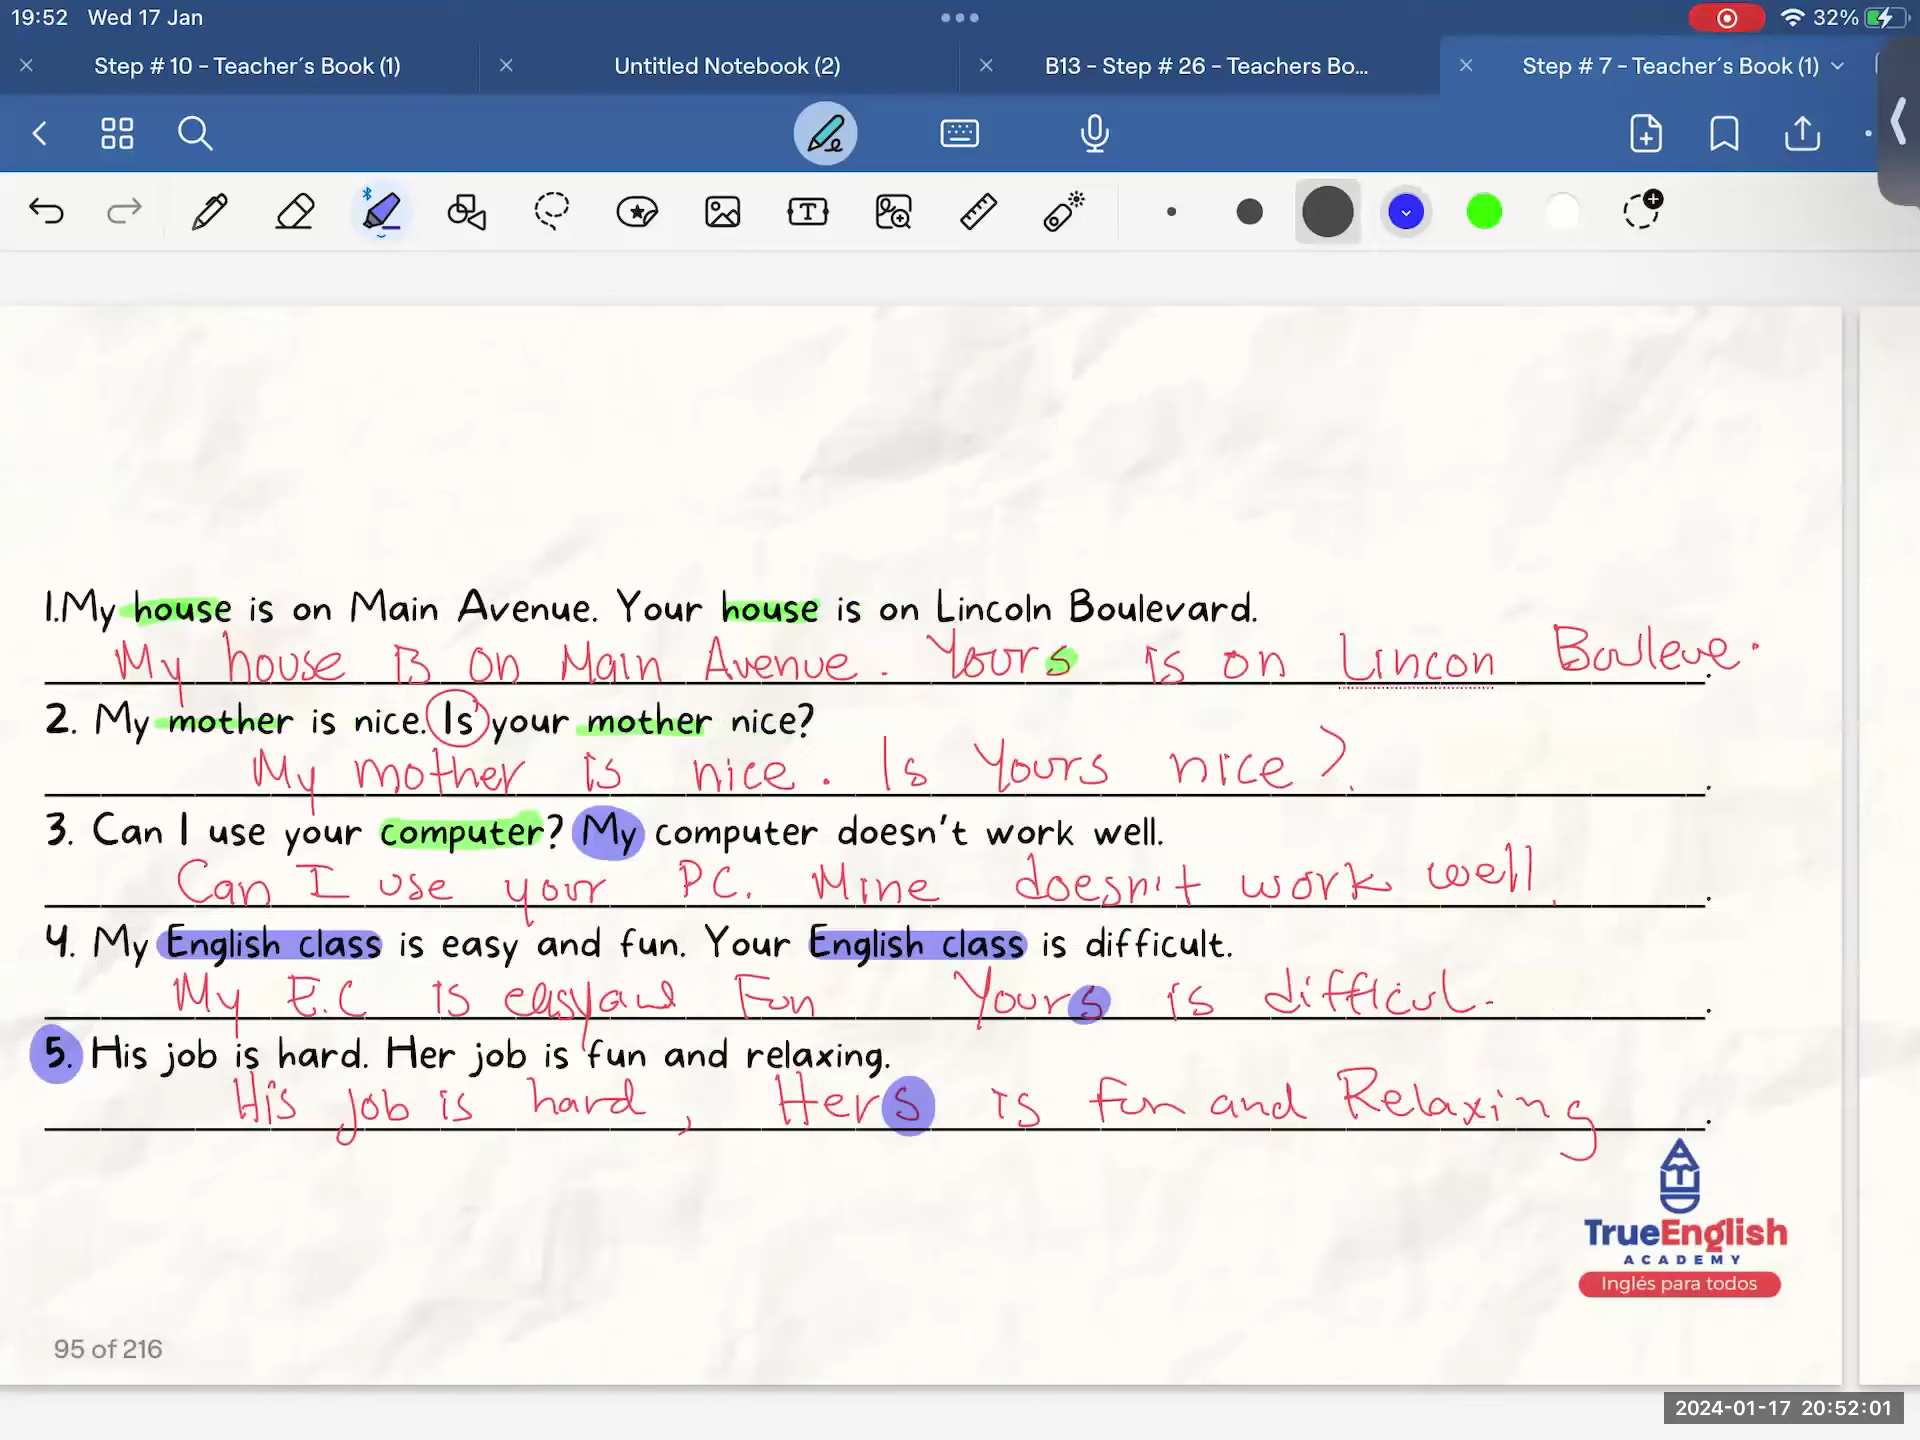 19:52 Wed 17 Jan
32%
Step # 10 - Teacher´s Book (1)
Untitled Notebook (2)
B13 - Step # 26 - Teachers Bo...
Step # 7 - Teacher´s Book (1)
1.My house is on Main Avenue. Your house is on Lincoln Boulevard.
My house is on Main Avenue. Yours is on Lincon Bouleve.
2. My mother is nice. Is your mother nice?
My mother is nice. Is Yours nice?
3. Can I use your computer? My computer doesn't work well.
Can I use your PC. Mine doesn't work well.
4. My English class is easy and fun. Your English class is difficult.
My E.C is easy and Fun Yours is difficul.
5. His job is hard. Her job is fun and relaxing.
His job is hard, Hers is fun and Relaxing.
TrueEnglish
ACADEMY
Inglés para todos
95 of 216
2024-01-17 20:52:01